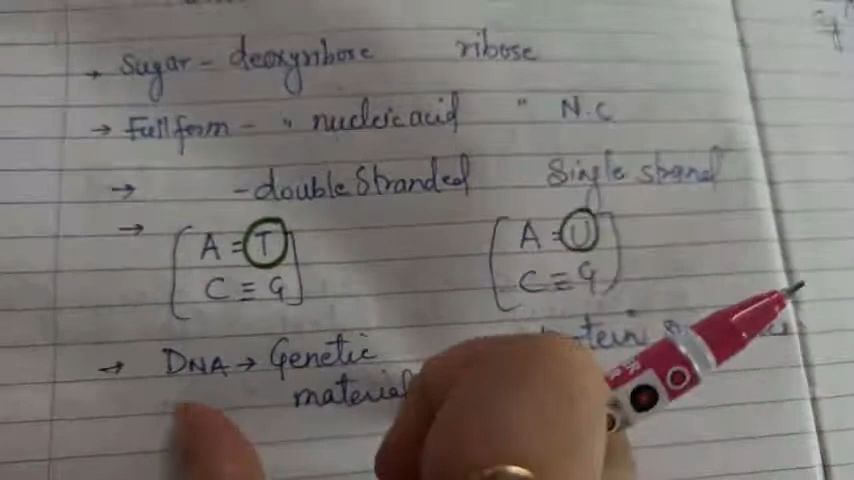 → Sugar - deoxyribose ribose
→ Full form - " nucleic acid " N.C
→ - double Stranded Single strand
→ A = T A = U
C ≡ G C ≡ G
→ DNA → Genetic
material